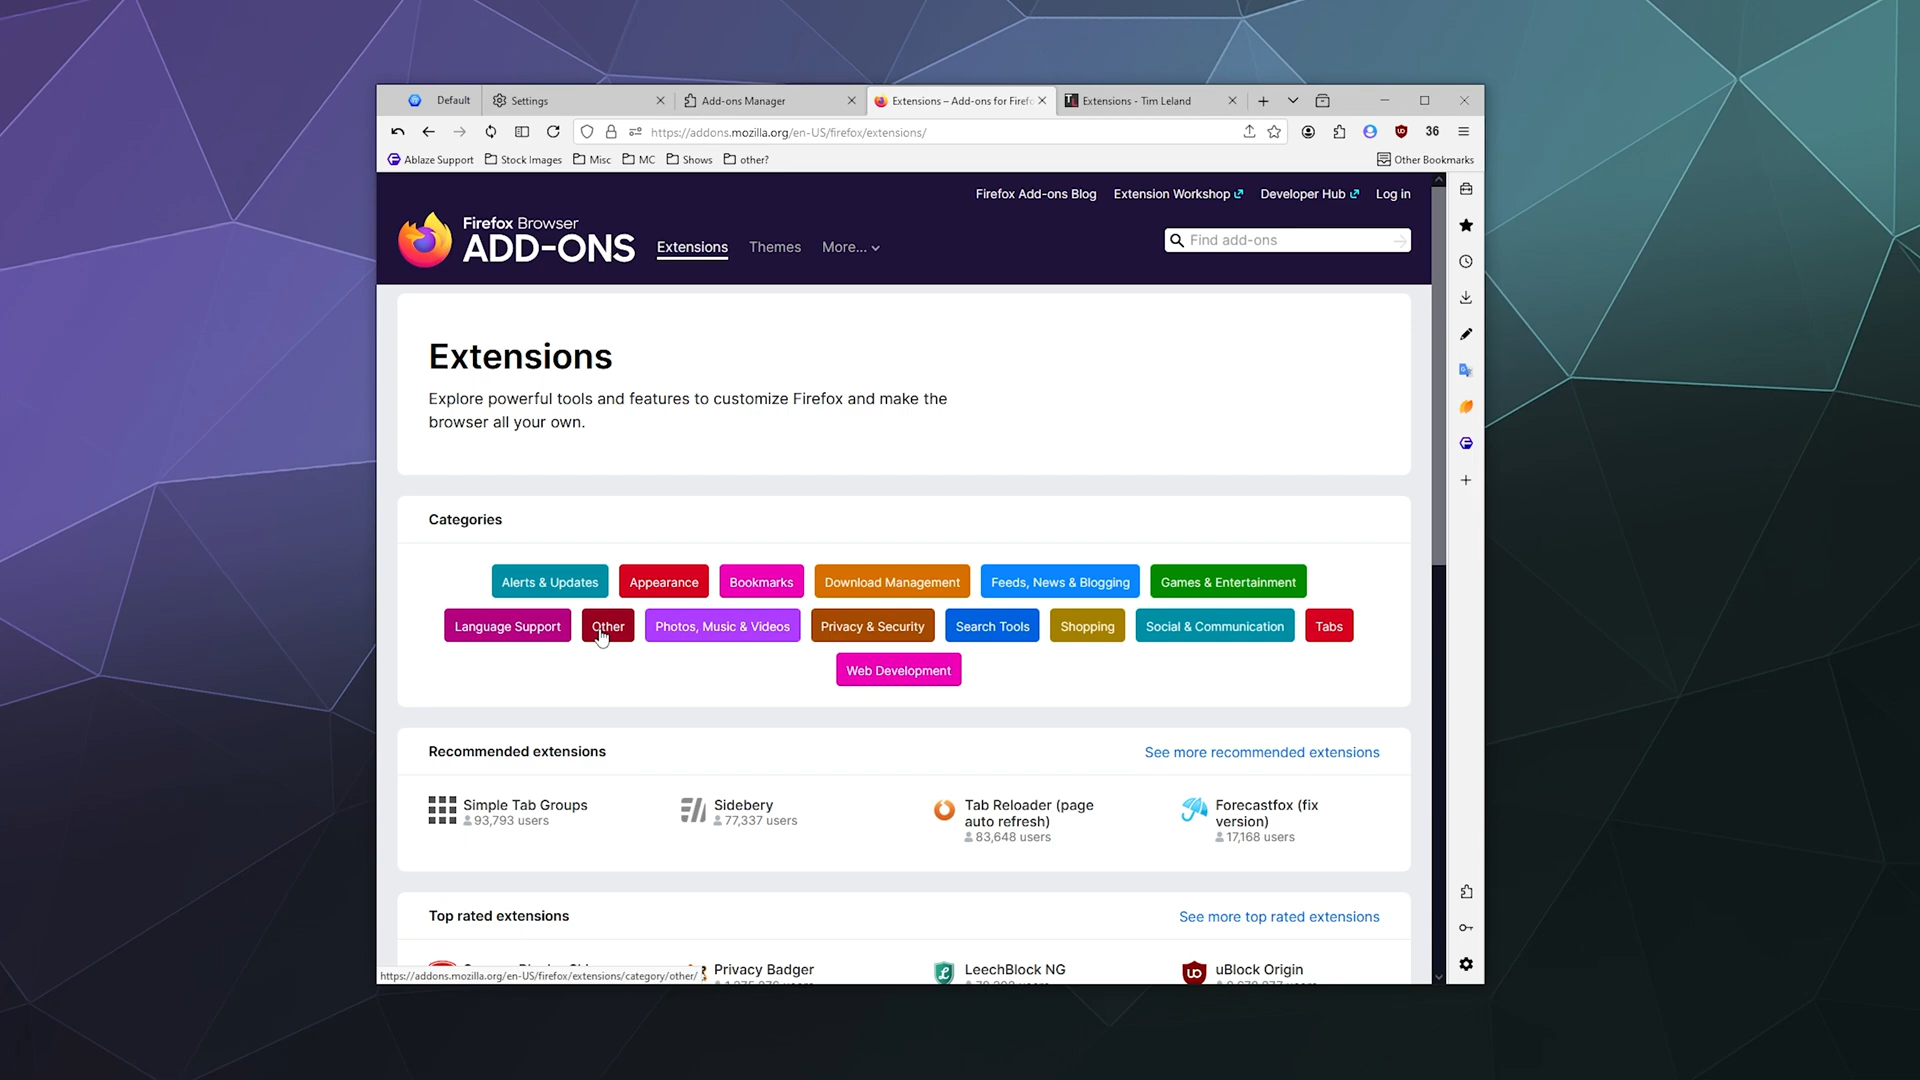 Default
Settings
Add-ons Manager
Extensions – Add-ons for Firefo
Extensions - Tim Leland
https://addons.mozilla.org/en-US/firefox/extensions/
36
Ablaze Support
Stock Images
Misc
MC
Shows
other?
Other Bookmarks
Firefox Add-ons Blog
Extension Workshop
Developer Hub
Log in
Firefox Browser
ADD-ONS
Extensions
Themes
More...
Find add-ons
Extensions
Explore powerful tools and features to customize Firefox and make the
browser all your own.
Categories
Alerts & Updates
Appearance
Bookmarks
Download Management
Feeds, News & Blogging
Games & Entertainment
Language Support
Other
Photos, Music & Videos
Privacy & Security
Search Tools
Shopping
Social & Communication
Tabs
Web Development
Recommended extensions
See more recommended extensions
Simple Tab Groups
93,793 users
Sidebery
77,337 users
Tab Reloader (page
auto refresh)
83,648 users
Forecastfox (fix
version)
17,168 users
Top rated extensions
See more top rated extensions
Privacy Badger
LeechBlock NG
uBlock Origin
https://addons.mozilla.org/en-US/firefox/extensions/category/other/